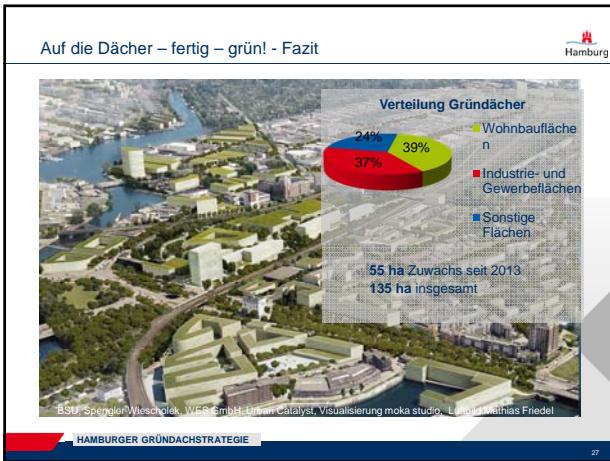 Auf die Dächer – fertig – grün! - Fazit
Hamburg
Verteilung Gründächer
24%
39%
37%
Wohnbaufläche
n
Industrie- und
Gewerbeflächen
Sonstige
Flächen
55 ha Zuwachs seit 2013
135 ha insgesamt
BSU, Spengler-Wiescholek, WES GmbH, Urban Catalyst, Visualisierung moka studio, Luftbild Mathias Friedel
HAMBURGER GRÜNDACHSTRATEGIE
27